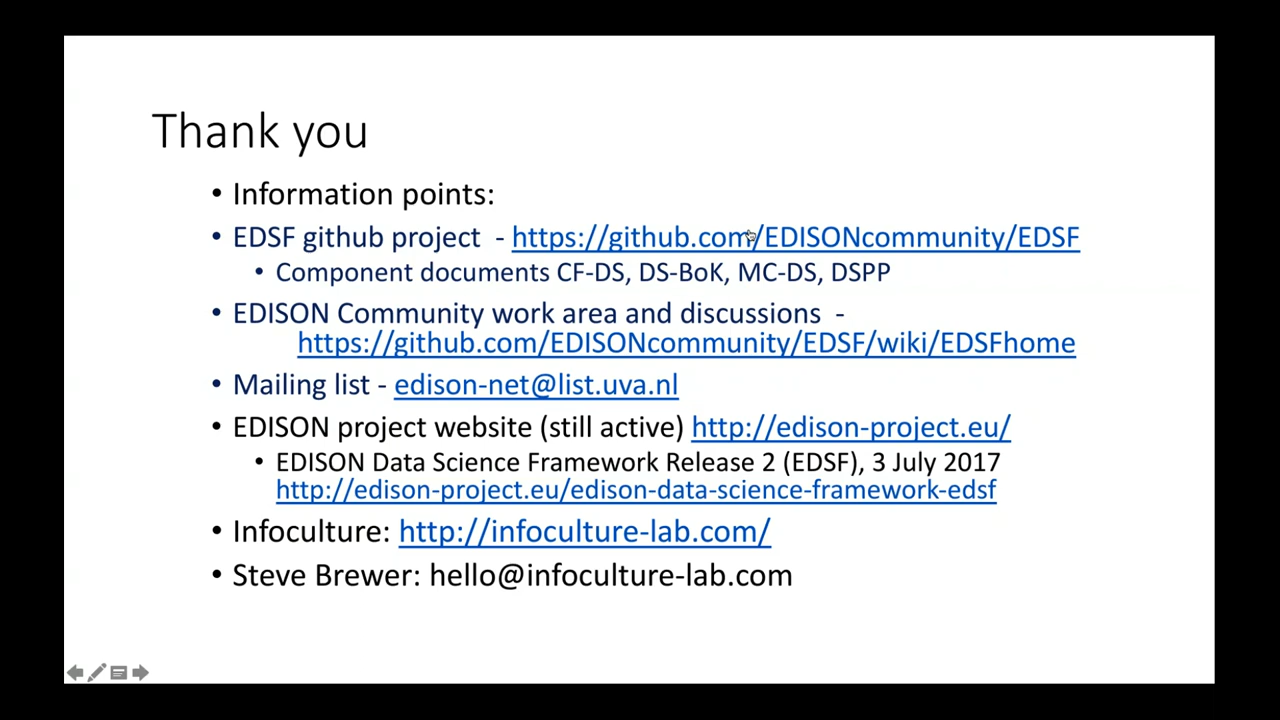 Thank you
• Information points:
• EDSF github project - https://github.com/EDISONcommunity/EDSF
• Component documents CF-DS, DS-BoK, MC-DS, DSPP
• EDISON Community work area and discussions -
https://github.com/EDISONcommunity/EDSF/wiki/EDSFhome
• Mailing list - edison-net@list.uva.nl
• EDISON project website (still active) http://edison-project.eu/
• EDISON Data Science Framework Release 2 (EDSF), 3 July 2017
http://edison-project.eu/edison-data-science-framework-edsf
• Infoculture: http://infoculture-lab.com/
• Steve Brewer: hello@infoculture-lab.com